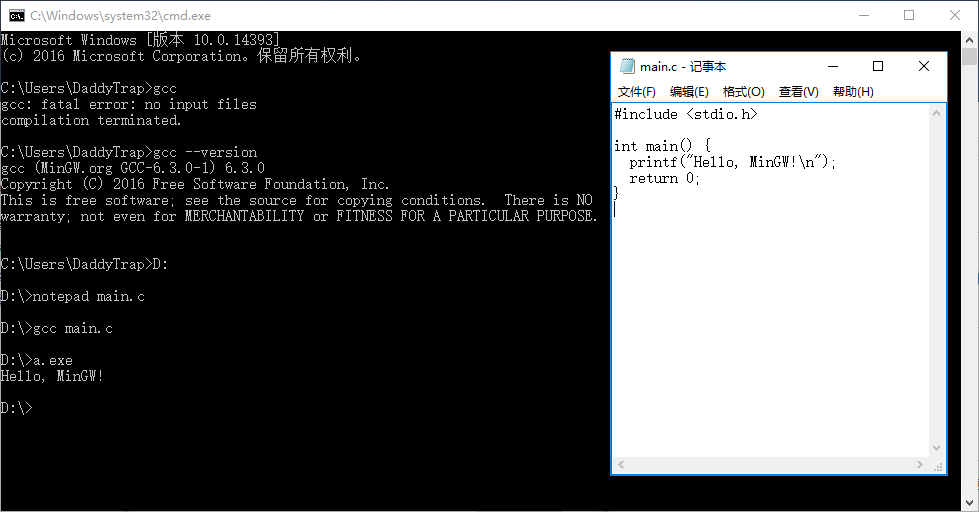 C:\Windows\system32\cmd.exe
Microsoft Windows [版本 10.0.14393]
(c) 2016 Microsoft Corporation。保留所有权利。
C:\Users\DaddyTrap>gcc
gcc: fatal error: no input files
compilation terminated.
C:\Users\DaddyTrap>gcc --version
gcc (MinGW.org GCC-6.3.0-1) 6.3.0
Copyright (C) 2016 Free Software Foundation, Inc.
This is free software; see the source for copying conditions.  There is NO
warranty; not even for MERCHANTABILITY or FITNESS FOR A PARTICULAR PURPOSE.
C:\Users\DaddyTrap>D:
D:\>notepad main.c
D:\>gcc main.c
D:\>a.exe
Hello, MinGW!
D:\>
main.c - 记事本
文件(F) 编辑(E) 格式(O) 查看(V) 帮助(H)
#include <stdio.h>
int main() {
  printf("Hello, MinGW!\n");
  return 0;
}